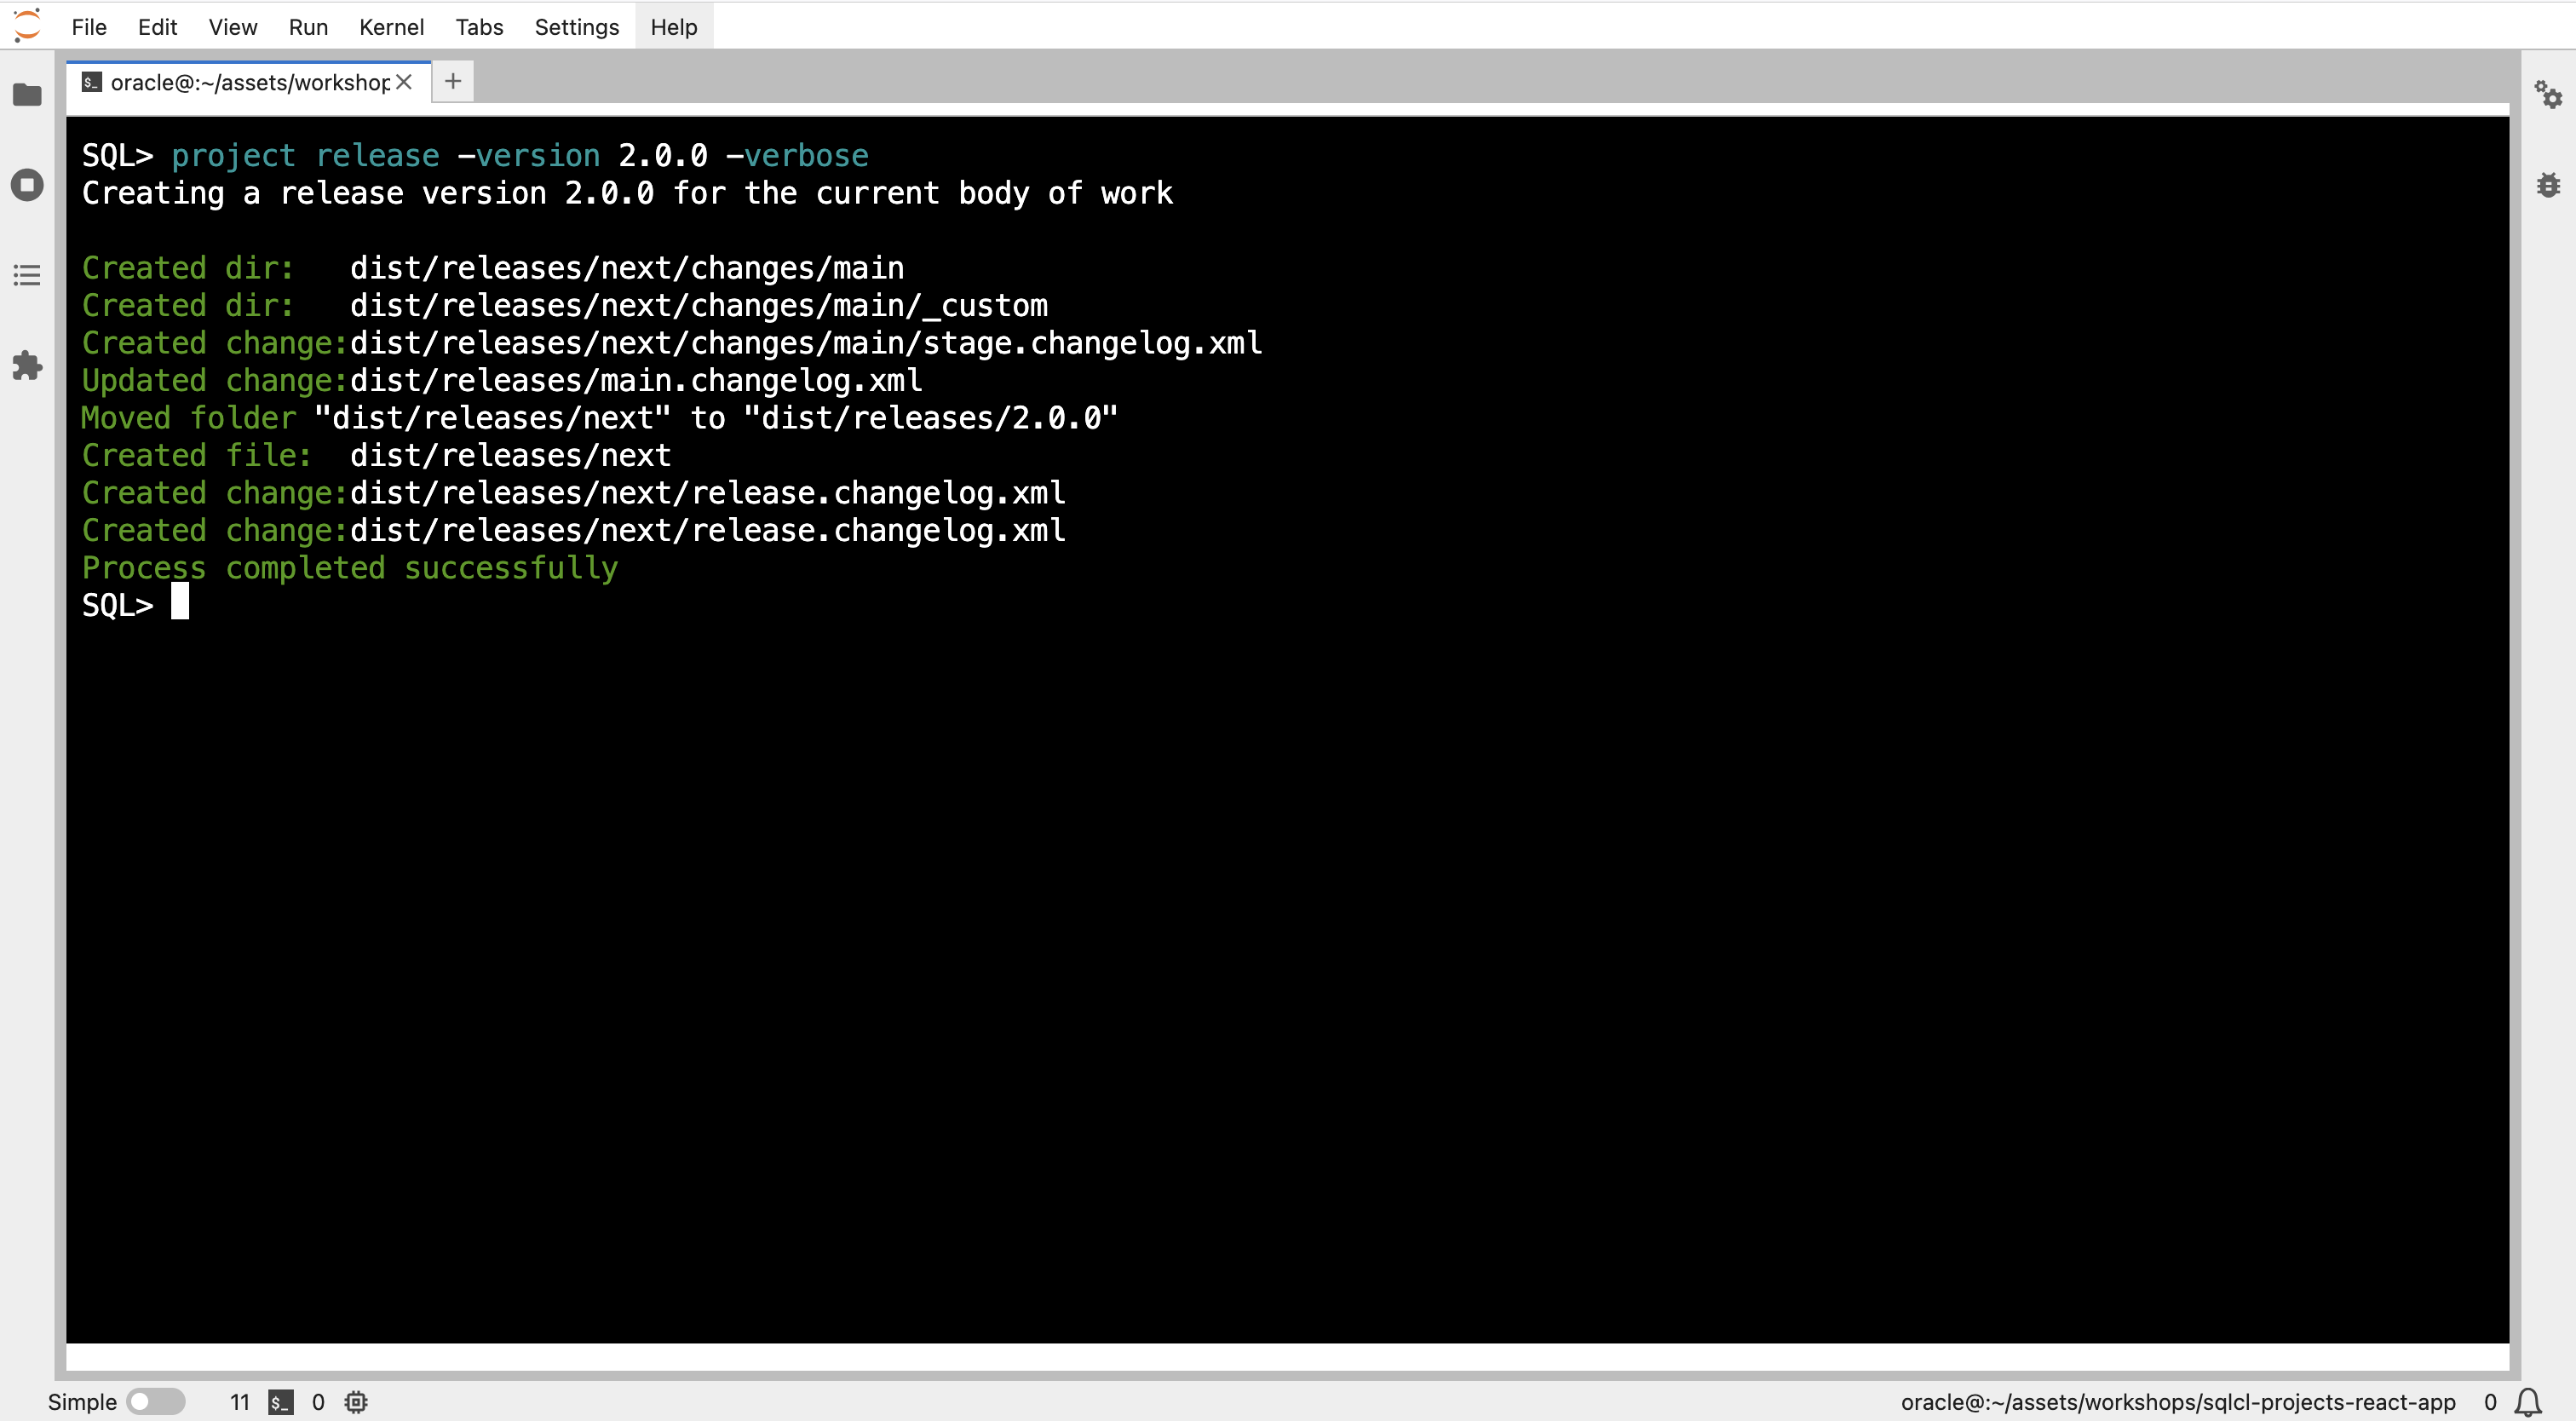 File Edit View Run Kernel Tabs Settings Help
oracle@:~/assets/workshop
SQL> project release -version 2.0.0 -verbose
Creating a release version 2.0.0 for the current body of work
Created dir:   dist/releases/next/changes/main
Created dir:   dist/releases/next/changes/main/_custom
Created change:dist/releases/next/changes/main/stage.changelog.xml
Updated change:dist/releases/main.changelog.xml
Moved folder "dist/releases/next" to "dist/releases/2.0.0"
Created file:  dist/releases/next
Created change:dist/releases/next/release.changelog.xml
Created change:dist/releases/next/release.changelog.xml
Process completed successfully
SQL>
Simple 11 $_ 0 oracle@:~/assets/workshops/sqlcl-projects-react-app 0